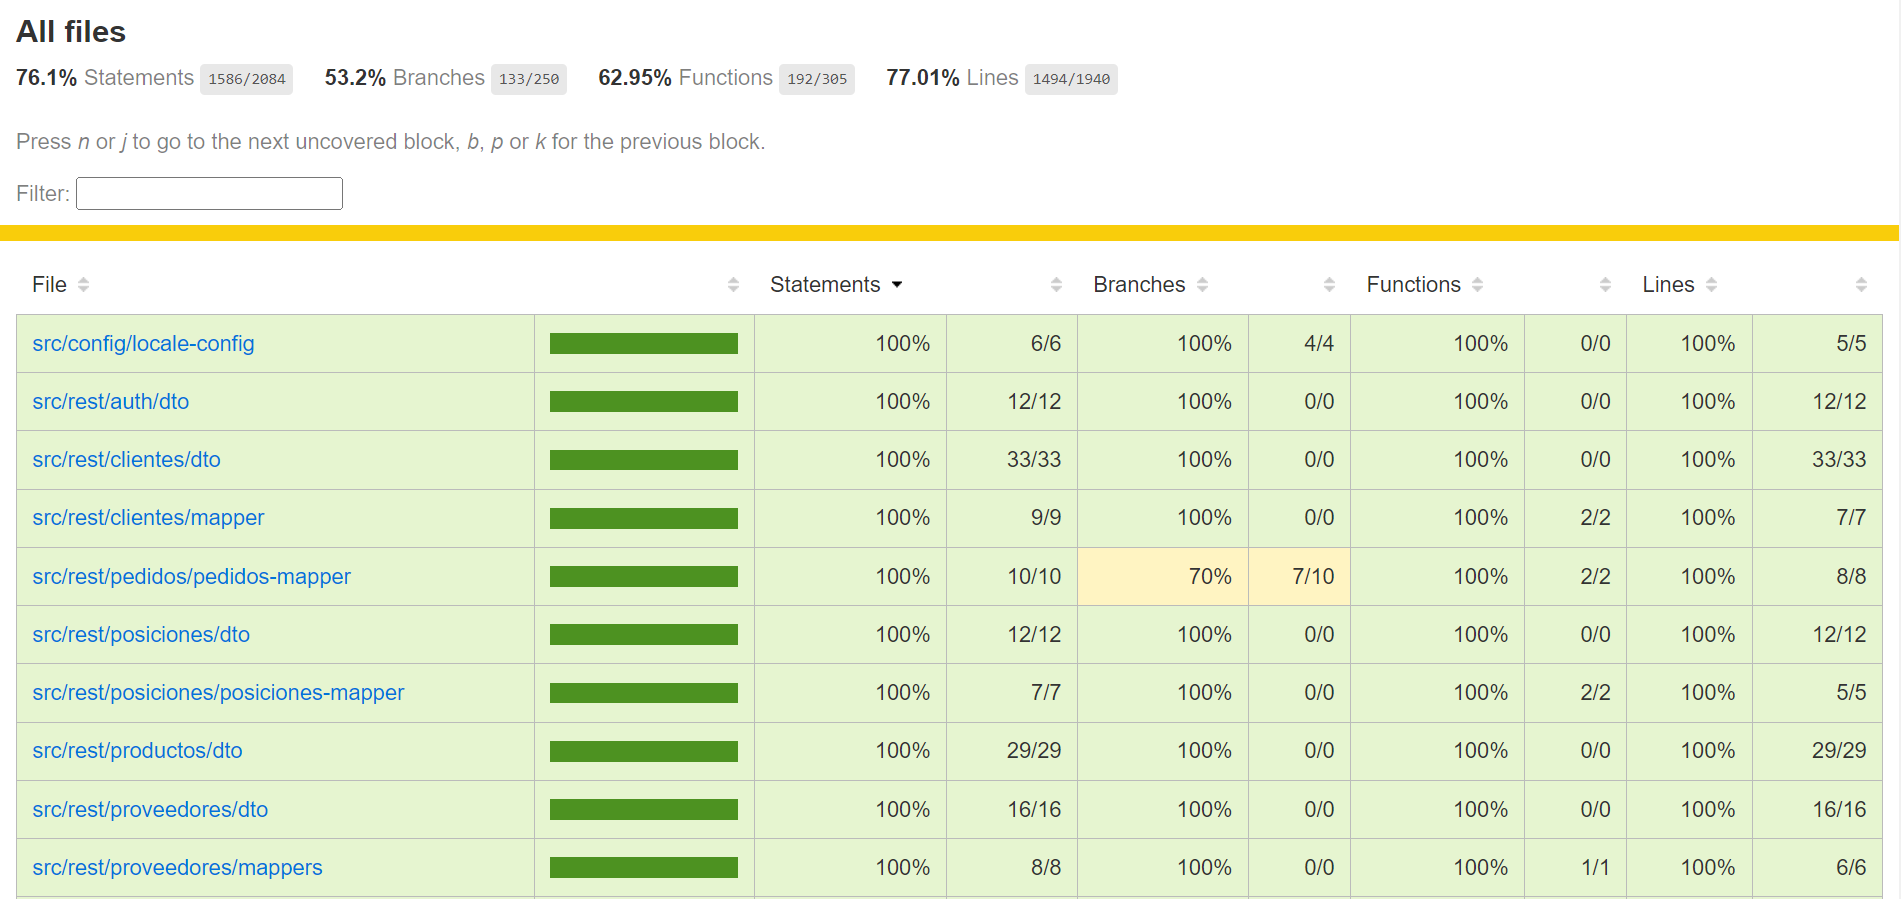 All files
76.1% Statements 1586/2084 53.2% Branches 133/250 62.95% Functions 192/305 77.01% Lines 1494/1940
Press n or j to go to the next uncovered block, b, p or k for the previous block.
Filter:
File Statements Branches Functions Lines
src/config/locale-config 100% 6/6 100% 4/4 100% 0/0 100% 5/5
src/rest/auth/dto 100% 12/12 100% 0/0 100% 0/0 100% 12/12
src/rest/clientes/dto 100% 33/33 100% 0/0 100% 0/0 100% 33/33
src/rest/clientes/mapper 100% 9/9 100% 0/0 100% 2/2 100% 7/7
src/rest/pedidos/pedidos-mapper 100% 10/10 70% 7/10 100% 2/2 100% 8/8
src/rest/posiciones/dto 100% 12/12 100% 0/0 100% 0/0 100% 12/12
src/rest/posiciones/posiciones-mapper 100% 7/7 100% 0/0 100% 2/2 100% 5/5
src/rest/productos/dto 100% 29/29 100% 0/0 100% 0/0 100% 29/29
src/rest/proveedores/dto 100% 16/16 100% 0/0 100% 0/0 100% 16/16
src/rest/proveedores/mappers 100% 8/8 100% 0/0 100% 1/1 100% 6/6